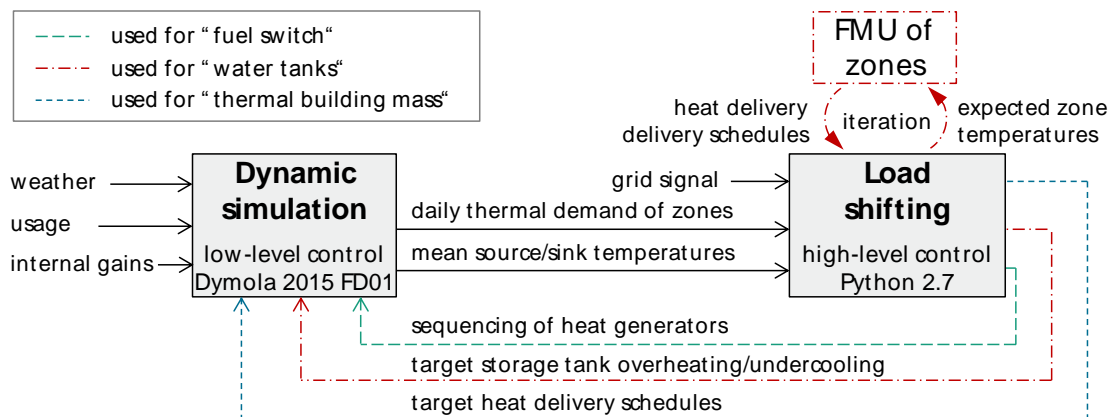 used for “ fuel switch“
used for “ water tanks“
used for “ thermal building mass“
FMU of
zones
heat delivery
delivery schedules
iteration
expected zone
temperatures
weather
usage
internal gains
Dynamic
simulation
low-level control
Dymola 2015 FD01
grid signal
daily thermal demand of zones
mean source/sink temperatures
Load
shifting
high-level control
Python 2.7
sequencing of heat generators
target storage tank overheating/undercooling
target heat delivery schedules